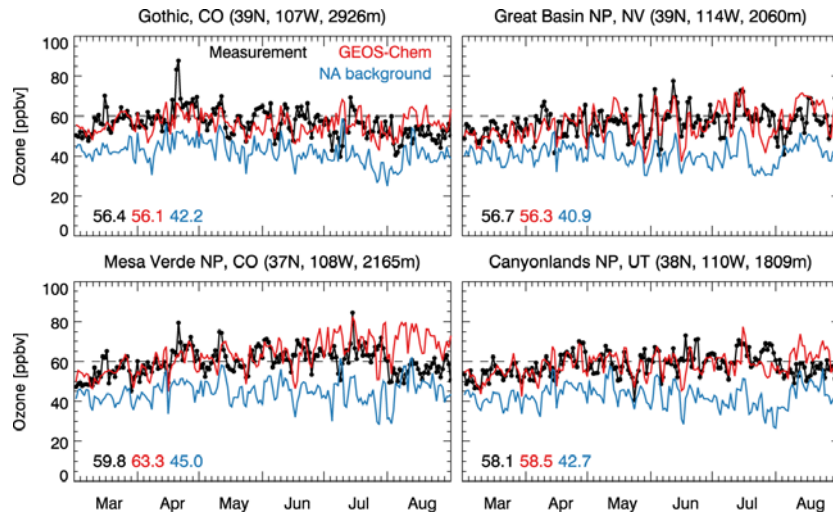 Gothic, CO (39N, 107W, 2926m)
Great Basin NP, NV (39N, 114W, 2060m)
Measurement
GEOS-Chem
NA background
Ozone [ppbv]
100
80
60
40
20
0
56.4 56.1 42.2
56.7 56.3 40.9
Mesa Verde NP, CO (37N, 108W, 2165m)
Canyonlands NP, UT (38N, 110W, 1809m)
Ozone [ppbv]
100
80
60
40
20
0
59.8 63.3 45.0
58.1 58.5 42.7
Mar Apr May Jun Jul Aug
Mar Apr May Jun Jul Aug